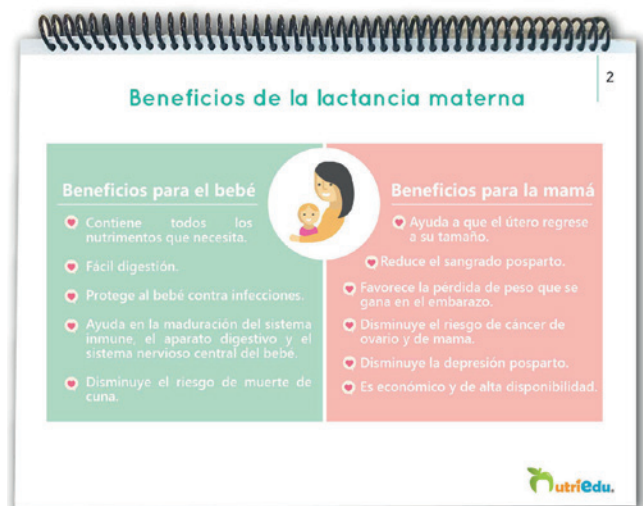 2
Beneficios de la lactancia materna
Beneficios para el bebé
Contiene todos los
nutrimentos que necesita.
Fácil digestión.
Protege al bebé contra infecciones.
Ayuda en la maduración del sistema
inmune, el aparato digestivo y el
sistema nervioso central del bebé.
Disminuye el riesgo de muerte de
cuna.
Beneficios para la mamá
Ayuda a que el útero regrese
a su tamaño.
Reduce el sangrado posparto.
Favorece la pérdida de peso que se
gana en el embarazo.
Disminuye el riesgo de cáncer de
ovario y de mama.
Disminuye la depresión posparto.
Es económico y de alta disponibilidad.
nutriedu.